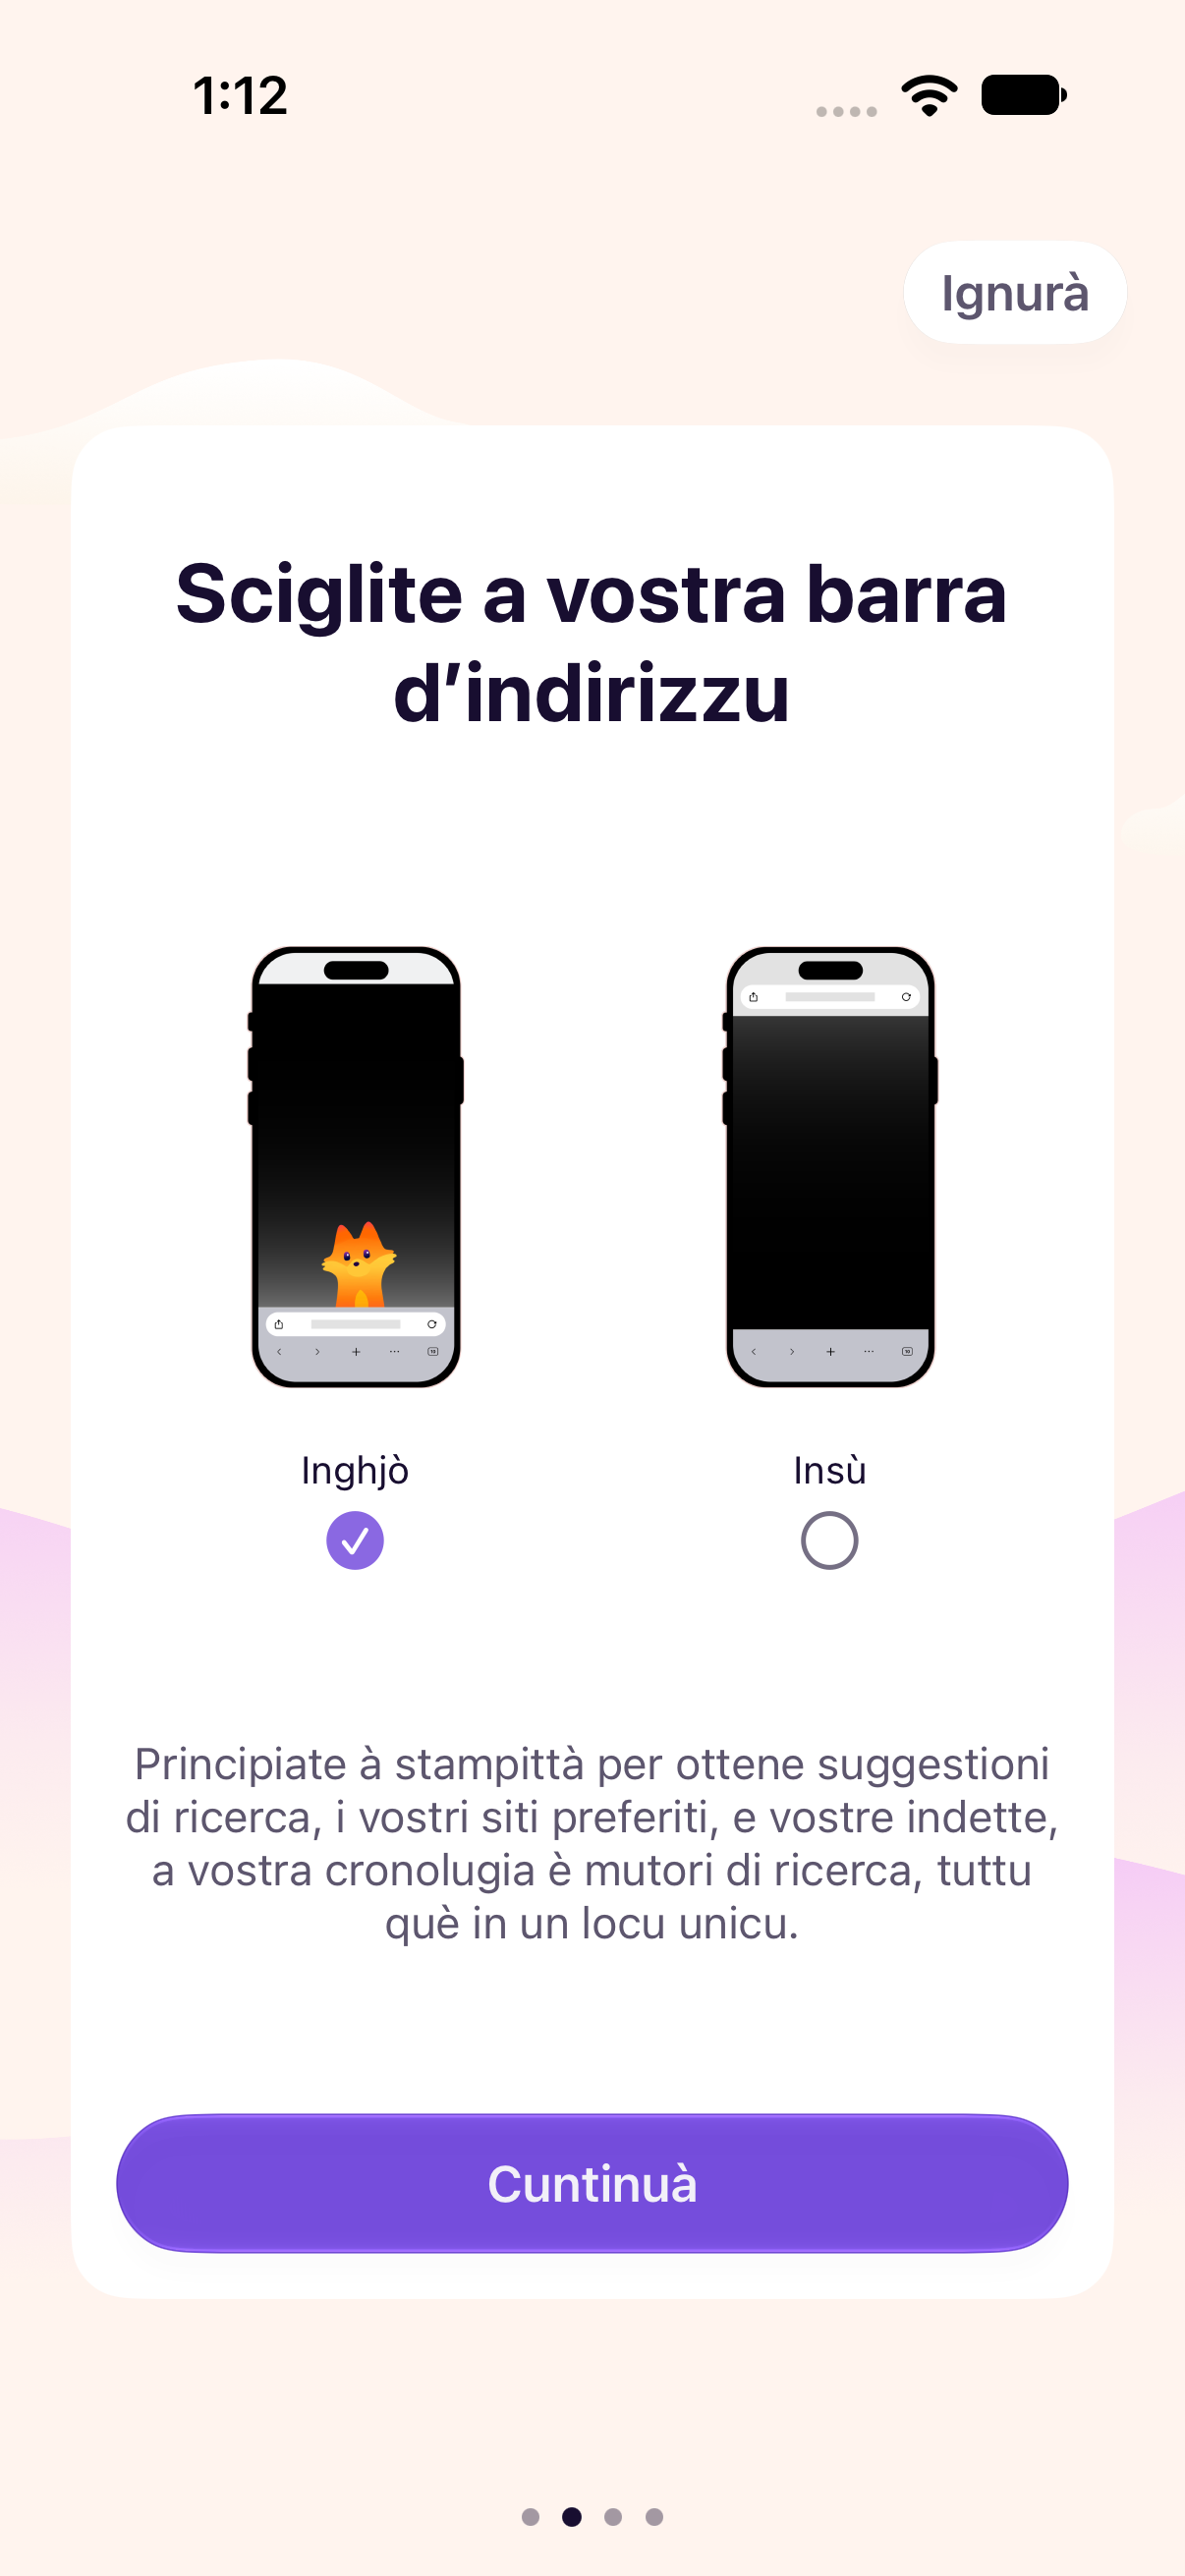 1:12
Ignurà
Sciglite a vostra barra
d’indirizzu
Inghjò
Insù
Principiate à stampittà per ottene suggestioni
di ricerca, i vostri siti preferiti, e vostre indette,
a vostra cronolugia è mutori di ricerca, tuttu
què in un locu unicu.
Cuntinuà